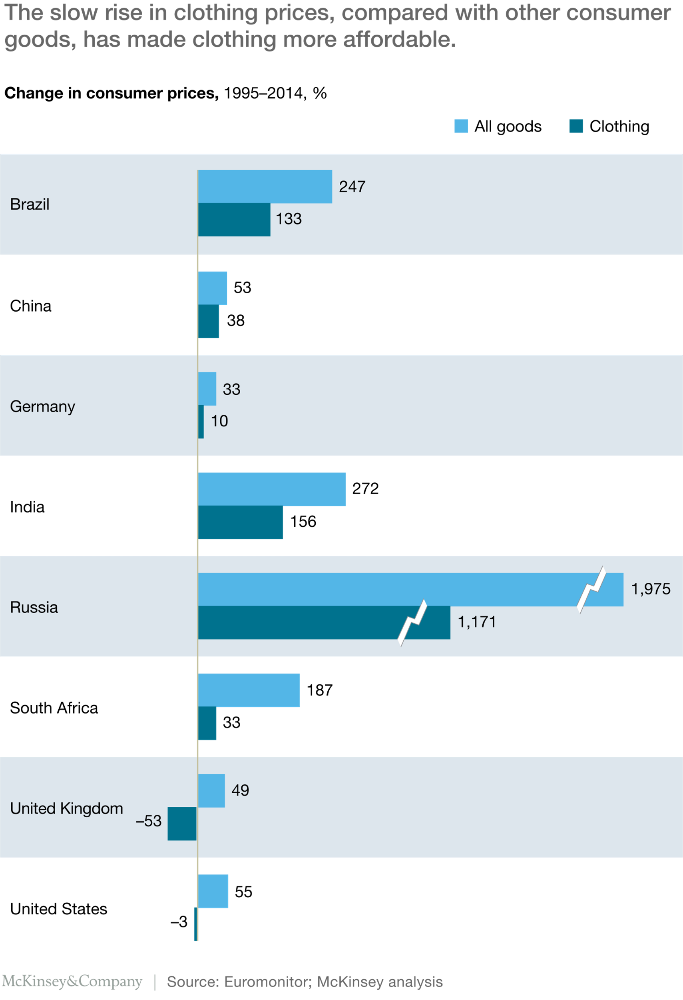 The slow rise in clothing prices, compared with other consumer
goods, has made clothing more affordable.
Change in consumer prices, 1995–2014, %
All goods
Clothing
Brazil
247
133
China
53
38
Germany
33
10
India
272
156
Russia
1,975
1,171
South Africa
187
33
United Kingdom
49
–53
United States
55
–3
McKinsey&Company | Source: Euromonitor; McKinsey analysis